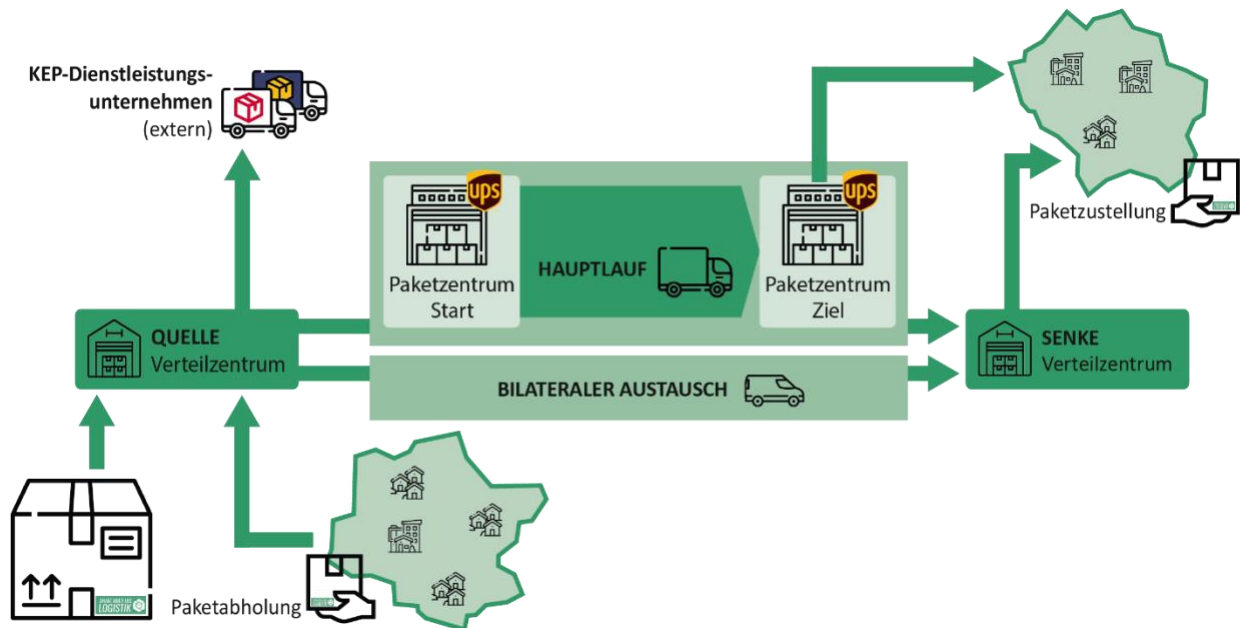 KEP-Dienstleistungs-
unternehmen
(extern)
ups
ups
Paketzentrum
Start
HAUPTLAUF
Paketzentrum
Ziel
Paketzustellung
QUELLE
Verteilzentrum
SENKE
Verteilzentrum
BILATERALER AUSTAUSCH
LOGISTIK
Paketabholung